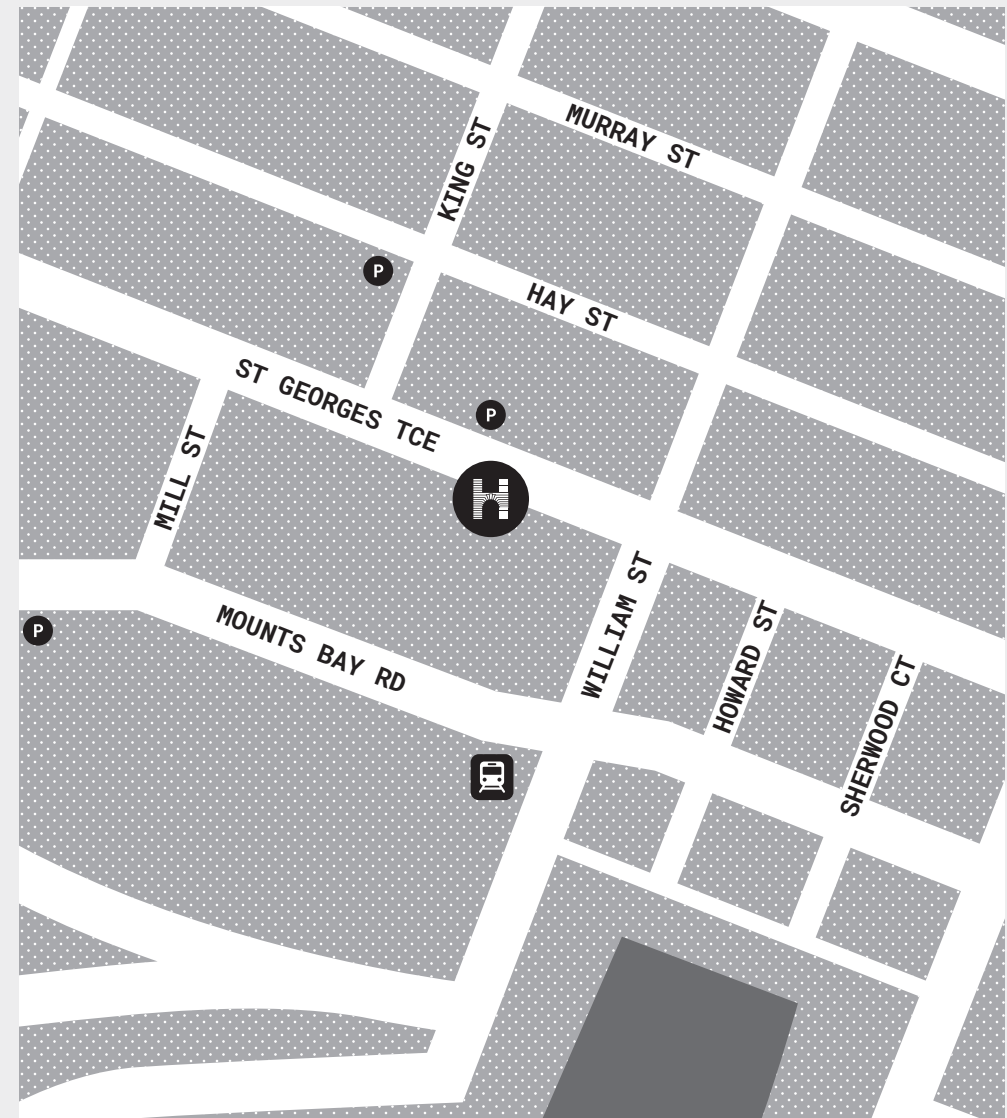 MURRAY ST
KING ST
P
HAY ST
ST GEORGES TCE
P
MILL ST
H
WILLIAM ST
HOWARD ST
MOUNTS BAY RD
P
SHERWOOD CT